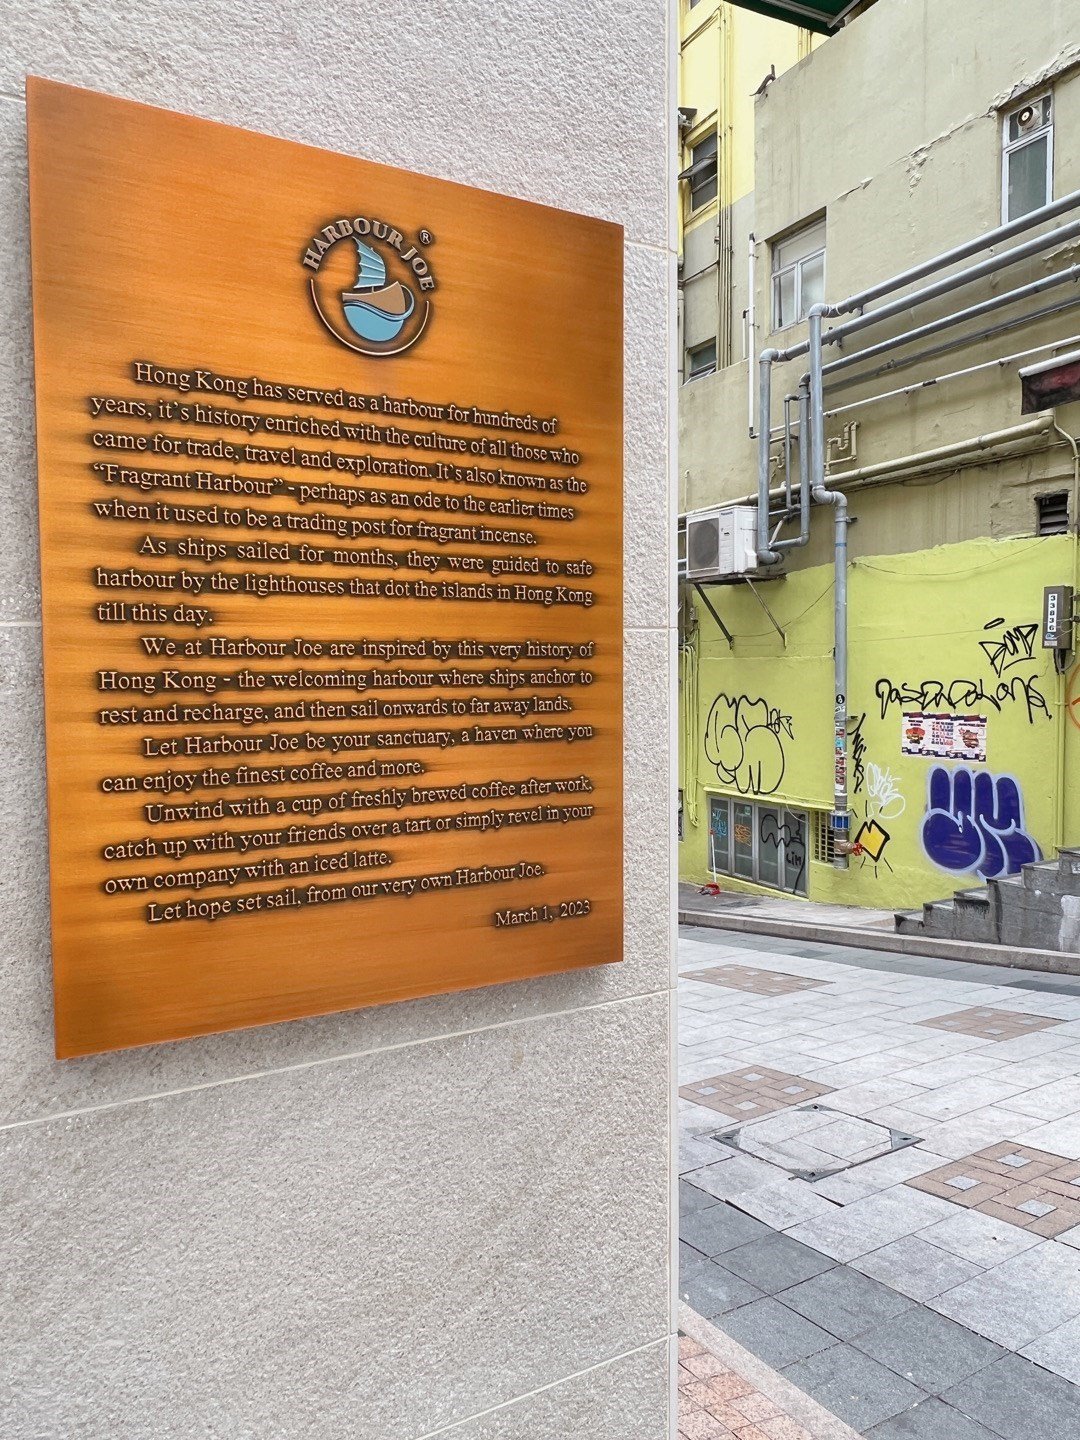 HARBOUR JOE ®
Hong Kong has served as a harbour for hundreds of
years, it's history enriched with the culture of all those who
came for trade, travel and exploration. It's also known as the
“Fragrant Harbour” - perhaps as an ode to the earlier times
when it used to be a trading post for fragrant incense.
As ships sailed for months, they were guided to safe
harbour by the lighthouses that dot the islands in Hong Kong
till this day.
We at Harbour Joe are inspired by this very history of
Hong Kong - the welcoming harbour where ships anchor to
rest and recharge, and then sail onwards to far away lands.
Let Harbour Joe be your sanctuary, a haven where you
can enjoy the finest coffee and more.
Unwind with a cup of freshly brewed coffee after work,
catch up with your friends over a tart or simply revel in your
own company with an iced latte.
Let hope set sail, from our very own Harbour Joe.
March 1, 2023
33836